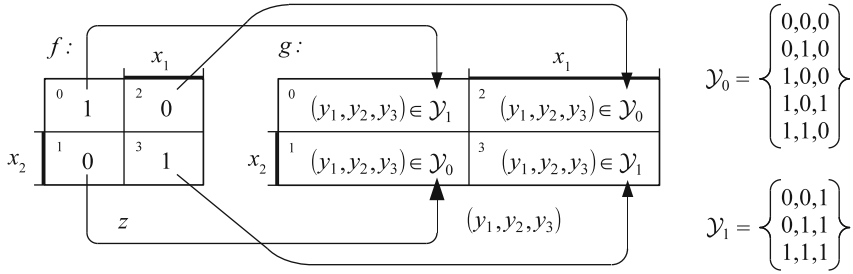 f :
x₁
g :
x₁
0 1
2 0
0 (y₁,y₂,y₃)∈ 𝒴₁
2 (y₁,y₂,y₃)∈ 𝒴₀
x₂
1 0
3 1
x₂
1 (y₁,y₂,y₃)∈ 𝒴₀
3 (y₁,y₂,y₃)∈ 𝒴₁
z
(y₁,y₂,y₃)
𝒴₀ =
0,0,0
0,1,0
1,0,0
1,0,1
1,1,0
𝒴₁ =
0,0,1
0,1,1
1,1,1